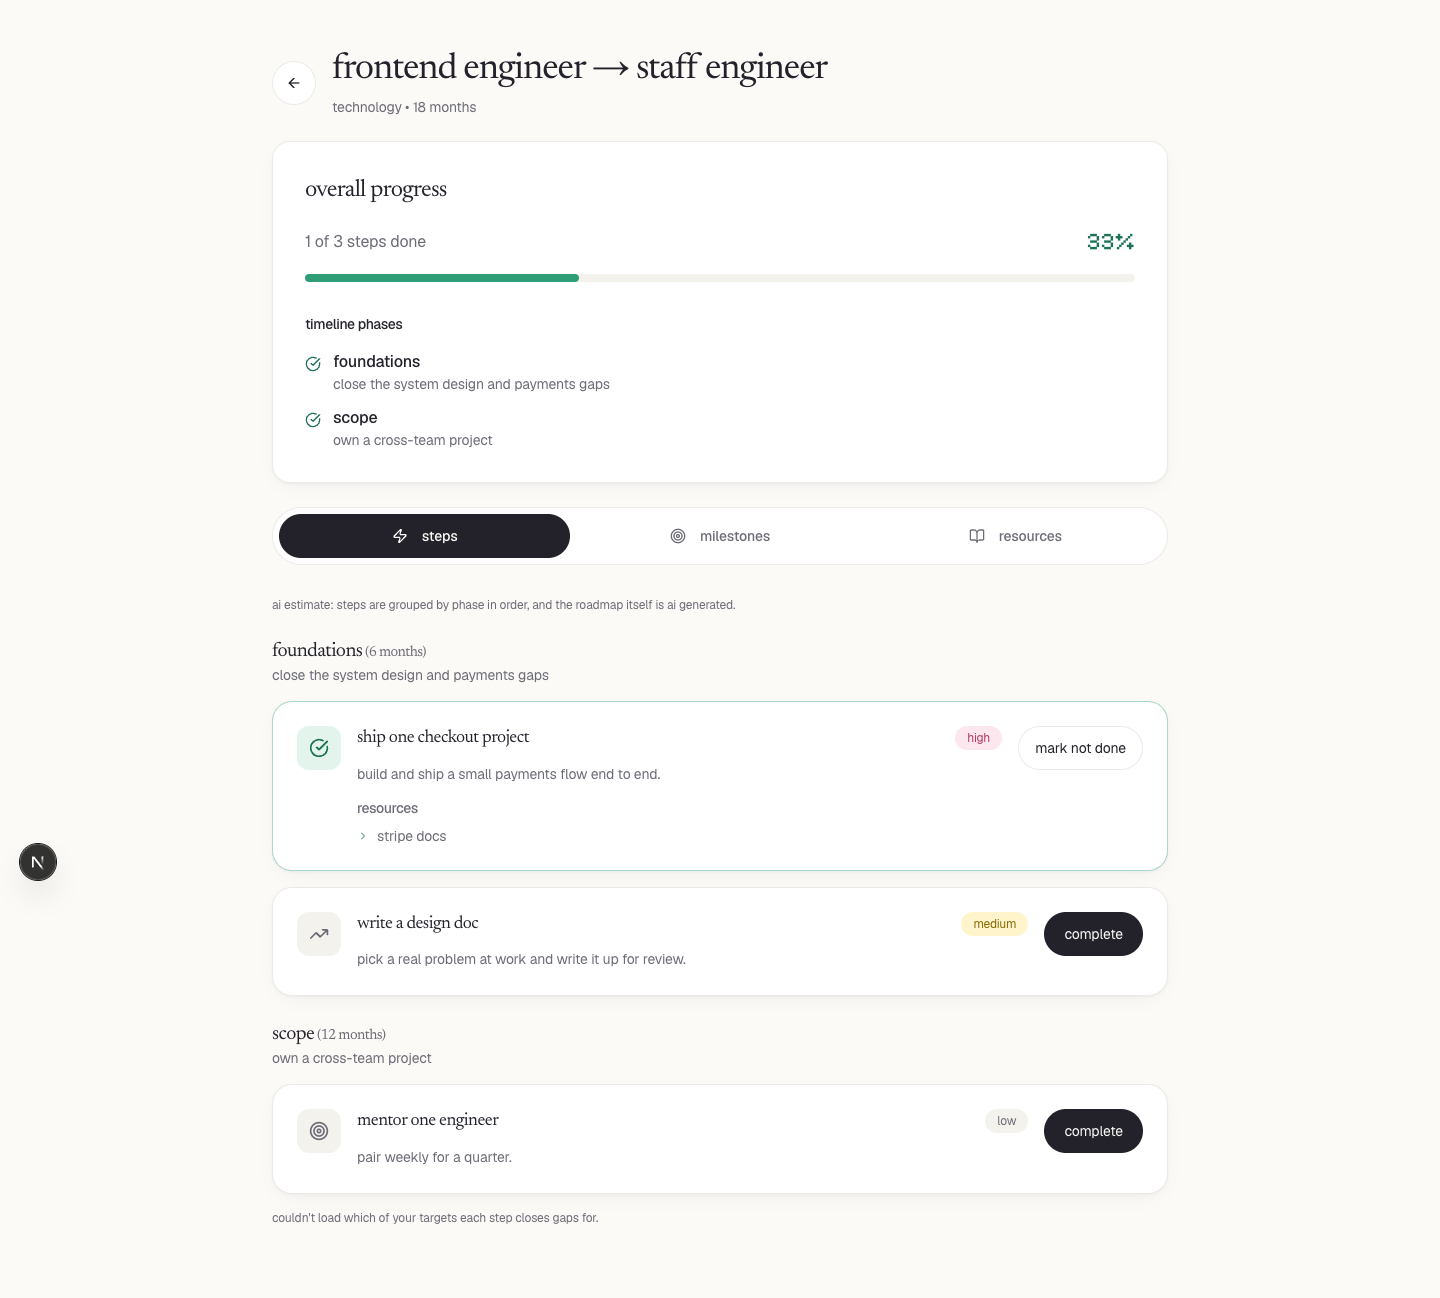 frontend engineer → staff engineer
technology • 18 months
overall progress
1 of 3 steps done
33%
timeline phases
foundations
close the system design and payments gaps
scope
own a cross-team project
steps
milestones
resources
ai estimate: steps are grouped by phase in order, and the roadmap itself is ai generated.
foundations (6 months)
close the system design and payments gaps
ship one checkout project
high
mark not done
build and ship a small payments flow end to end.
resources
stripe docs
N
write a design doc
medium
complete
pick a real problem at work and write it up for review.
scope (12 months)
own a cross-team project
mentor one engineer
low
complete
pair weekly for a quarter.
couldn't load which of your targets each step closes gaps for.